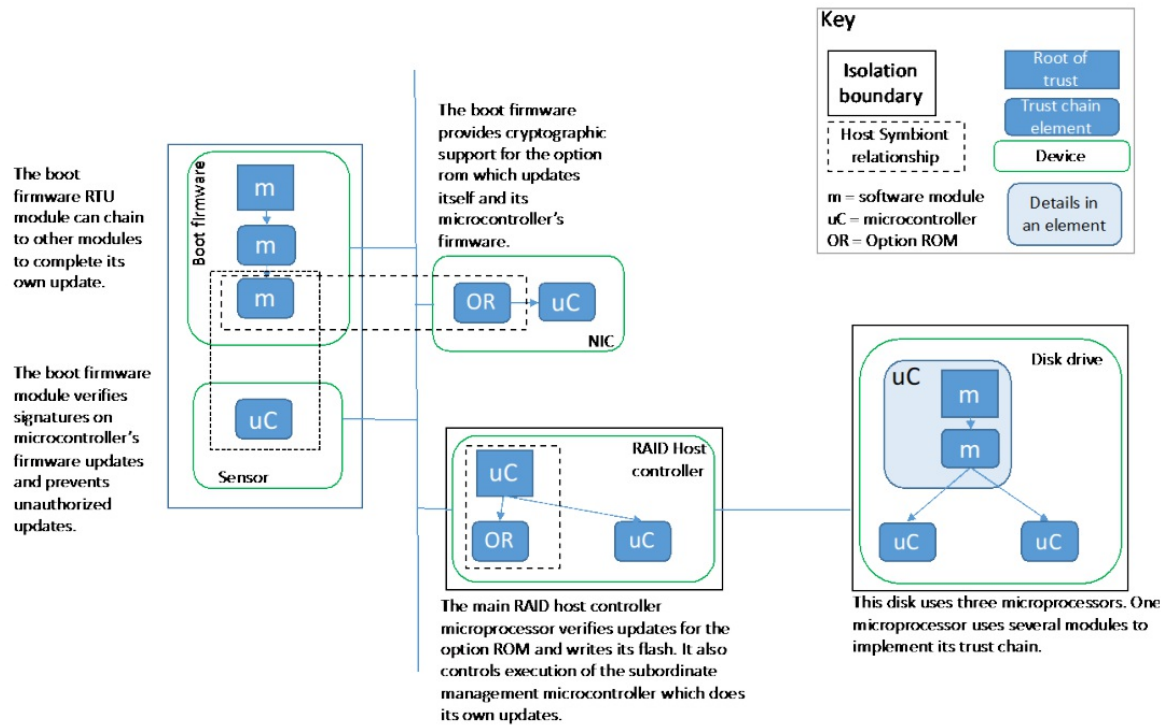 Key
Isolation
boundary
Root of
trust
Trust chain
element
Host Symbiont
relationship
Device
m = software module
uC = microcontroller
OR = Option ROM
Details in
an element
The boot
firmware RTU
module can chain
to other modules
to complete its
own update.
Boot firmware
m
m
m
The boot firmware
provides cryptographic
support for the option
rom which updates
itself and its
microcontroller's
firmware.
OR
uC
NIC
The boot firmware
module verifies
signatures on
microcontroller's
firmware updates
and prevents
unauthorized
updates.
uC
Sensor
RAID Host
controller
uC
OR
uC
The main RAID host controller
microprocessor verifies updates for the
option ROM and writes its flash. It also
controls execution of the subordinate
management microcontroller which does
its own updates.
Disk drive
uC
m
m
uC
uC
This disk uses three microprocessors. One
microprocessor uses several modules to
implement its trust chain.